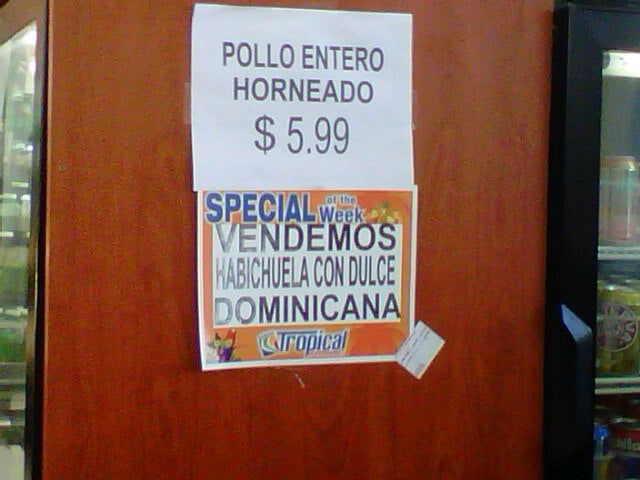 POLLO ENTERO
HORNEADO
$ 5.99
SPECIAL of the Week
VENDEMOS
HABICHUELA CON DULCE
DOMINICANA
Tropical